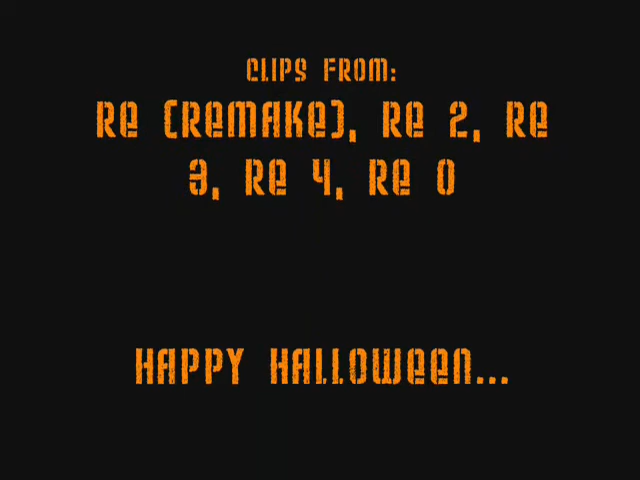 CLIPS FROM:
RE (REMAKE), RE 2, RE
3, RE 4, RE 0
HAPPY HALLOWEEN...